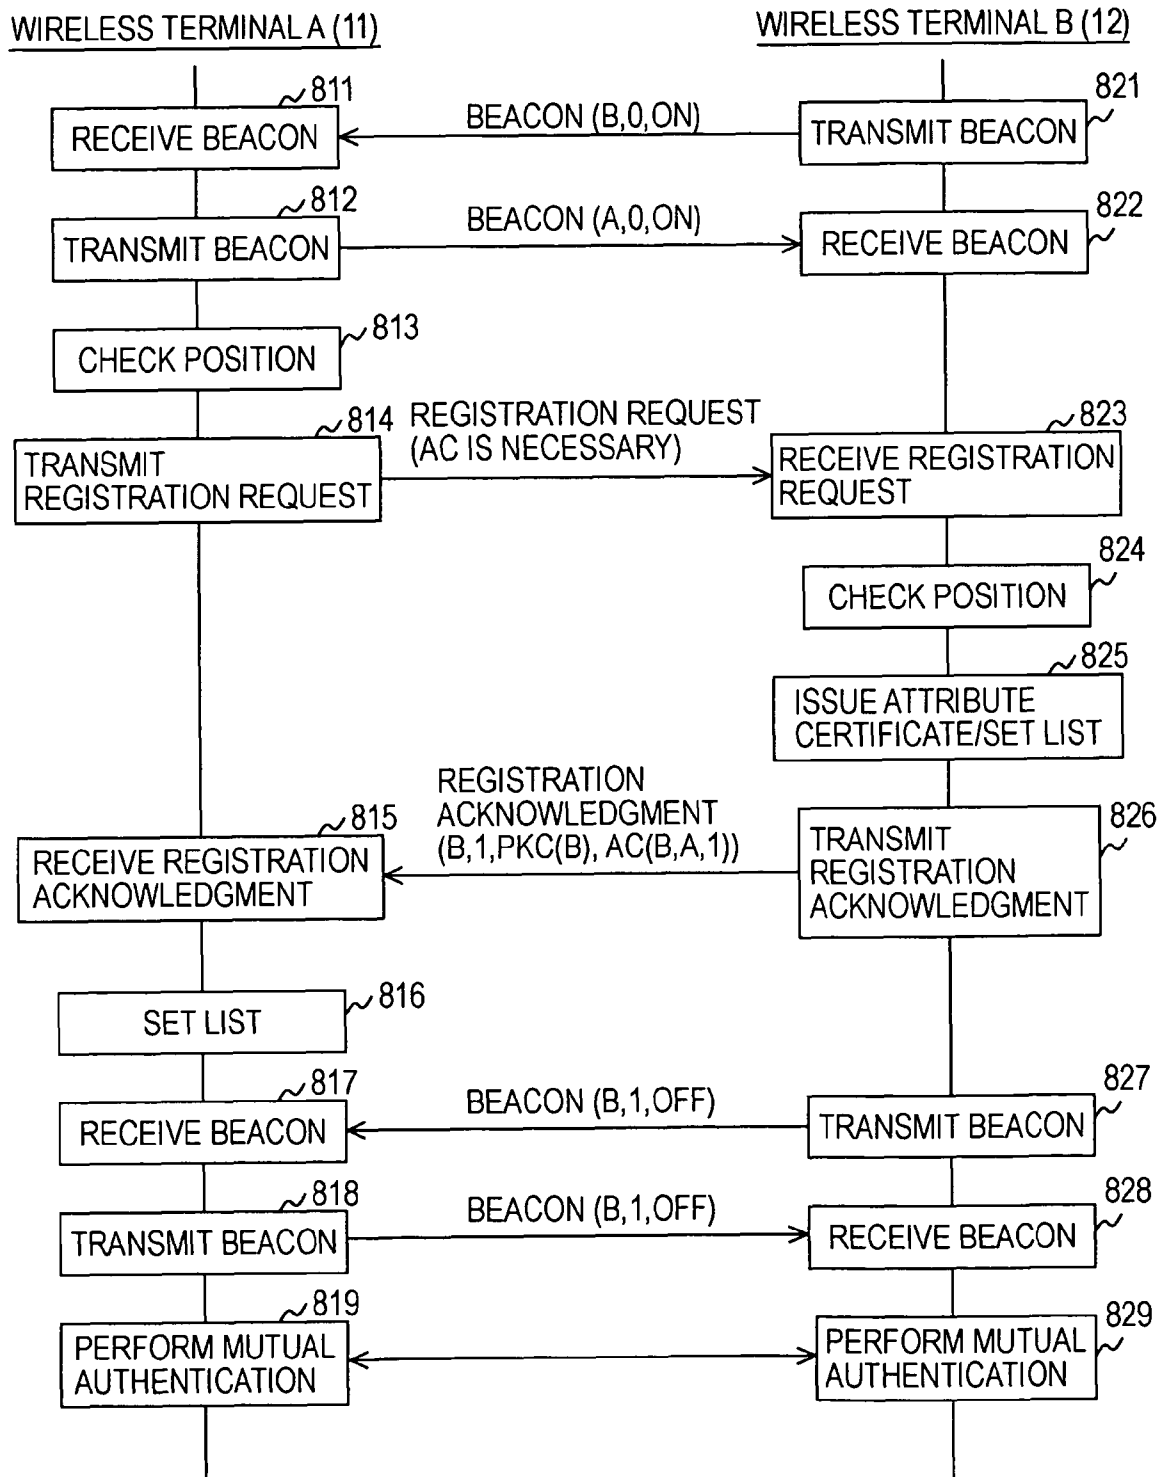 WIRELESS TERMINAL A (11)
WIRELESS TERMINAL B (12)
811
RECEIVE BEACON
BEACON (B,0,ON)
821
TRANSMIT BEACON
812
TRANSMIT BEACON
BEACON (A,0,ON)
822
RECEIVE BEACON
813
CHECK POSITION
814
TRANSMIT
REGISTRATION REQUEST
REGISTRATION REQUEST
(AC IS NECESSARY)
823
RECEIVE REGISTRATION
REQUEST
824
CHECK POSITION
825
ISSUE ATTRIBUTE
CERTIFICATE/SET LIST
REGISTRATION
ACKNOWLEDGMENT
(B,1,PKC(B), AC(B,A,1))
815
RECEIVE REGISTRATION
ACKNOWLEDGMENT
826
TRANSMIT
REGISTRATION
ACKNOWLEDGMENT
816
SET LIST
817
RECEIVE BEACON
BEACON (B,1,OFF)
827
TRANSMIT BEACON
818
TRANSMIT BEACON
BEACON (B,1,OFF)
828
RECEIVE BEACON
819
PERFORM MUTUAL
AUTHENTICATION
829
PERFORM MUTUAL
AUTHENTICATION